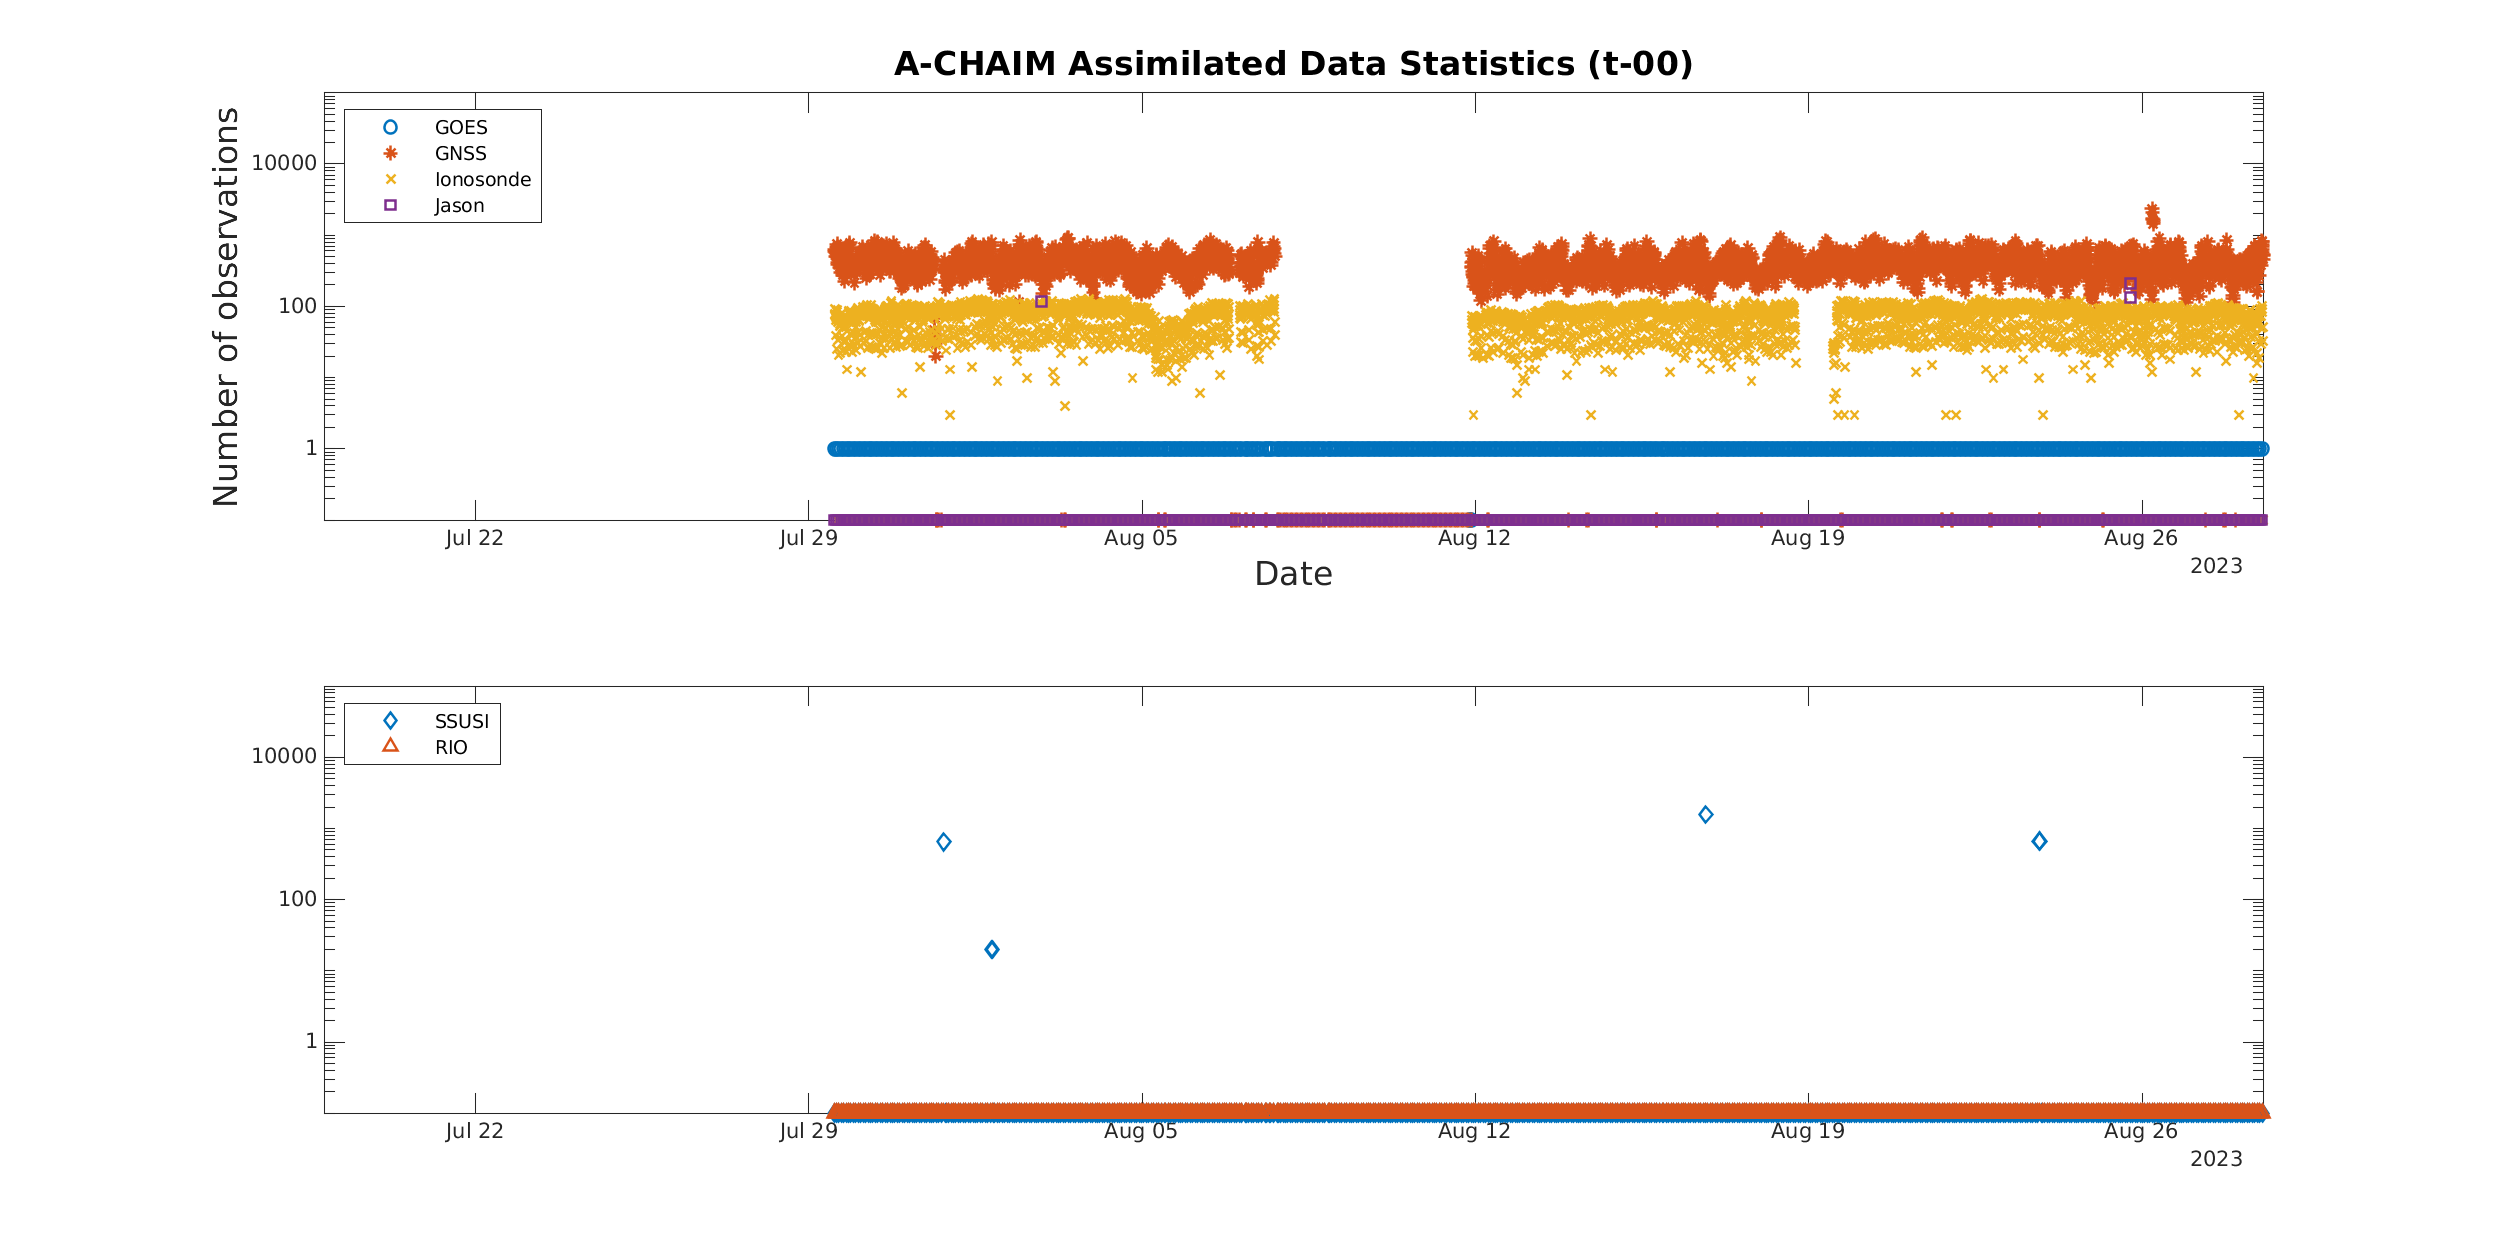 A-CHAIM Assimilated Data Statistics (t-00)
Number of observations
GOES
GNSS
Ionosonde
Jason
10000
100
1
Jul 22 Jul 29 Aug 05 Aug 12 Aug 19 Aug 26
2023
Date
SSUSI
RIO
10000
100
1
Jul 22 Jul 29 Aug 05 Aug 12 Aug 19 Aug 26
2023